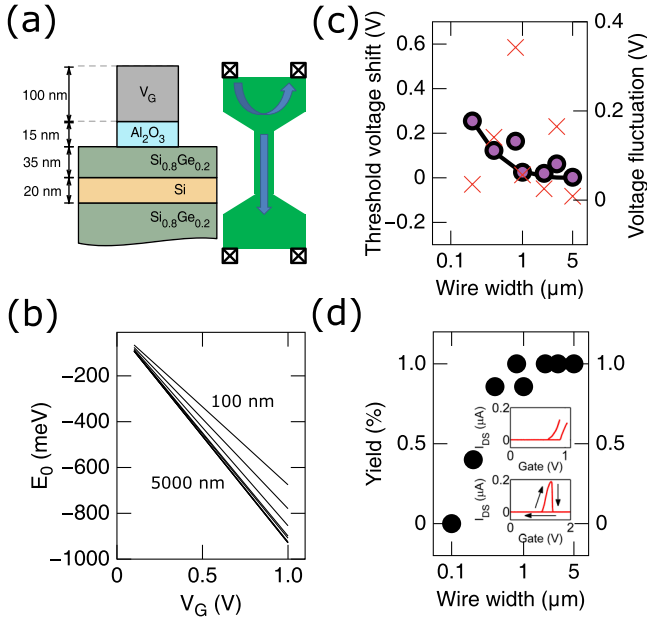 (a)
100 nm
15 nm
35 nm
20 nm
V_G
Al₂O₃
Si₀.₈Ge₀.₂
Si
Si₀.₈Ge₀.₂
(b)
E₀ (meV)
−200
−400
−600
−800
−1000
100 nm
5000 nm
0
0.5
1.0
V_G (V)
(c)
Threshold voltage shift (V)
0.6
0.4
0.2
0
−0.2
Voltage fluctuation (V)
0.4
0.2
0
0.1
1
5
Wire width (μm)
(d)
Yield (%)
1.0
0.5
0
1.0
0.5
0
I_DS (μA)
0.2
0
0
1
Gate (V)
I_DS (μA)
0.2
0
0
2
Gate (V)
0.1
1
5
Wire width (μm)